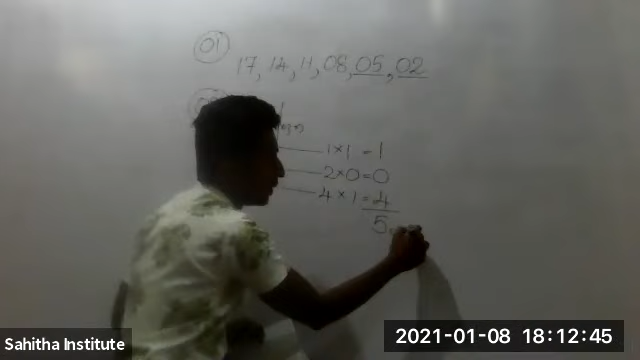 01
17, 14, 11, 08, 05, 02
1×1 = 1
2×0=0
4×1=4
5
Sahitha Institute
2021-01-08 18:12:45